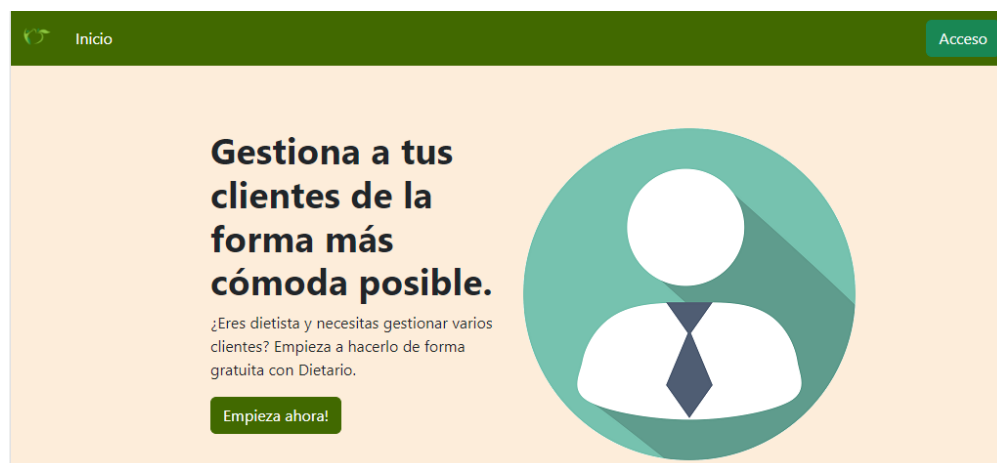 Inicio
Acceso
Gestiona a tus
clientes de la
forma más
cómoda posible.
¿Eres dietista y necesitas gestionar varios
clientes? Empieza a hacerlo de forma
gratuita con Dietario.
Empieza ahora!